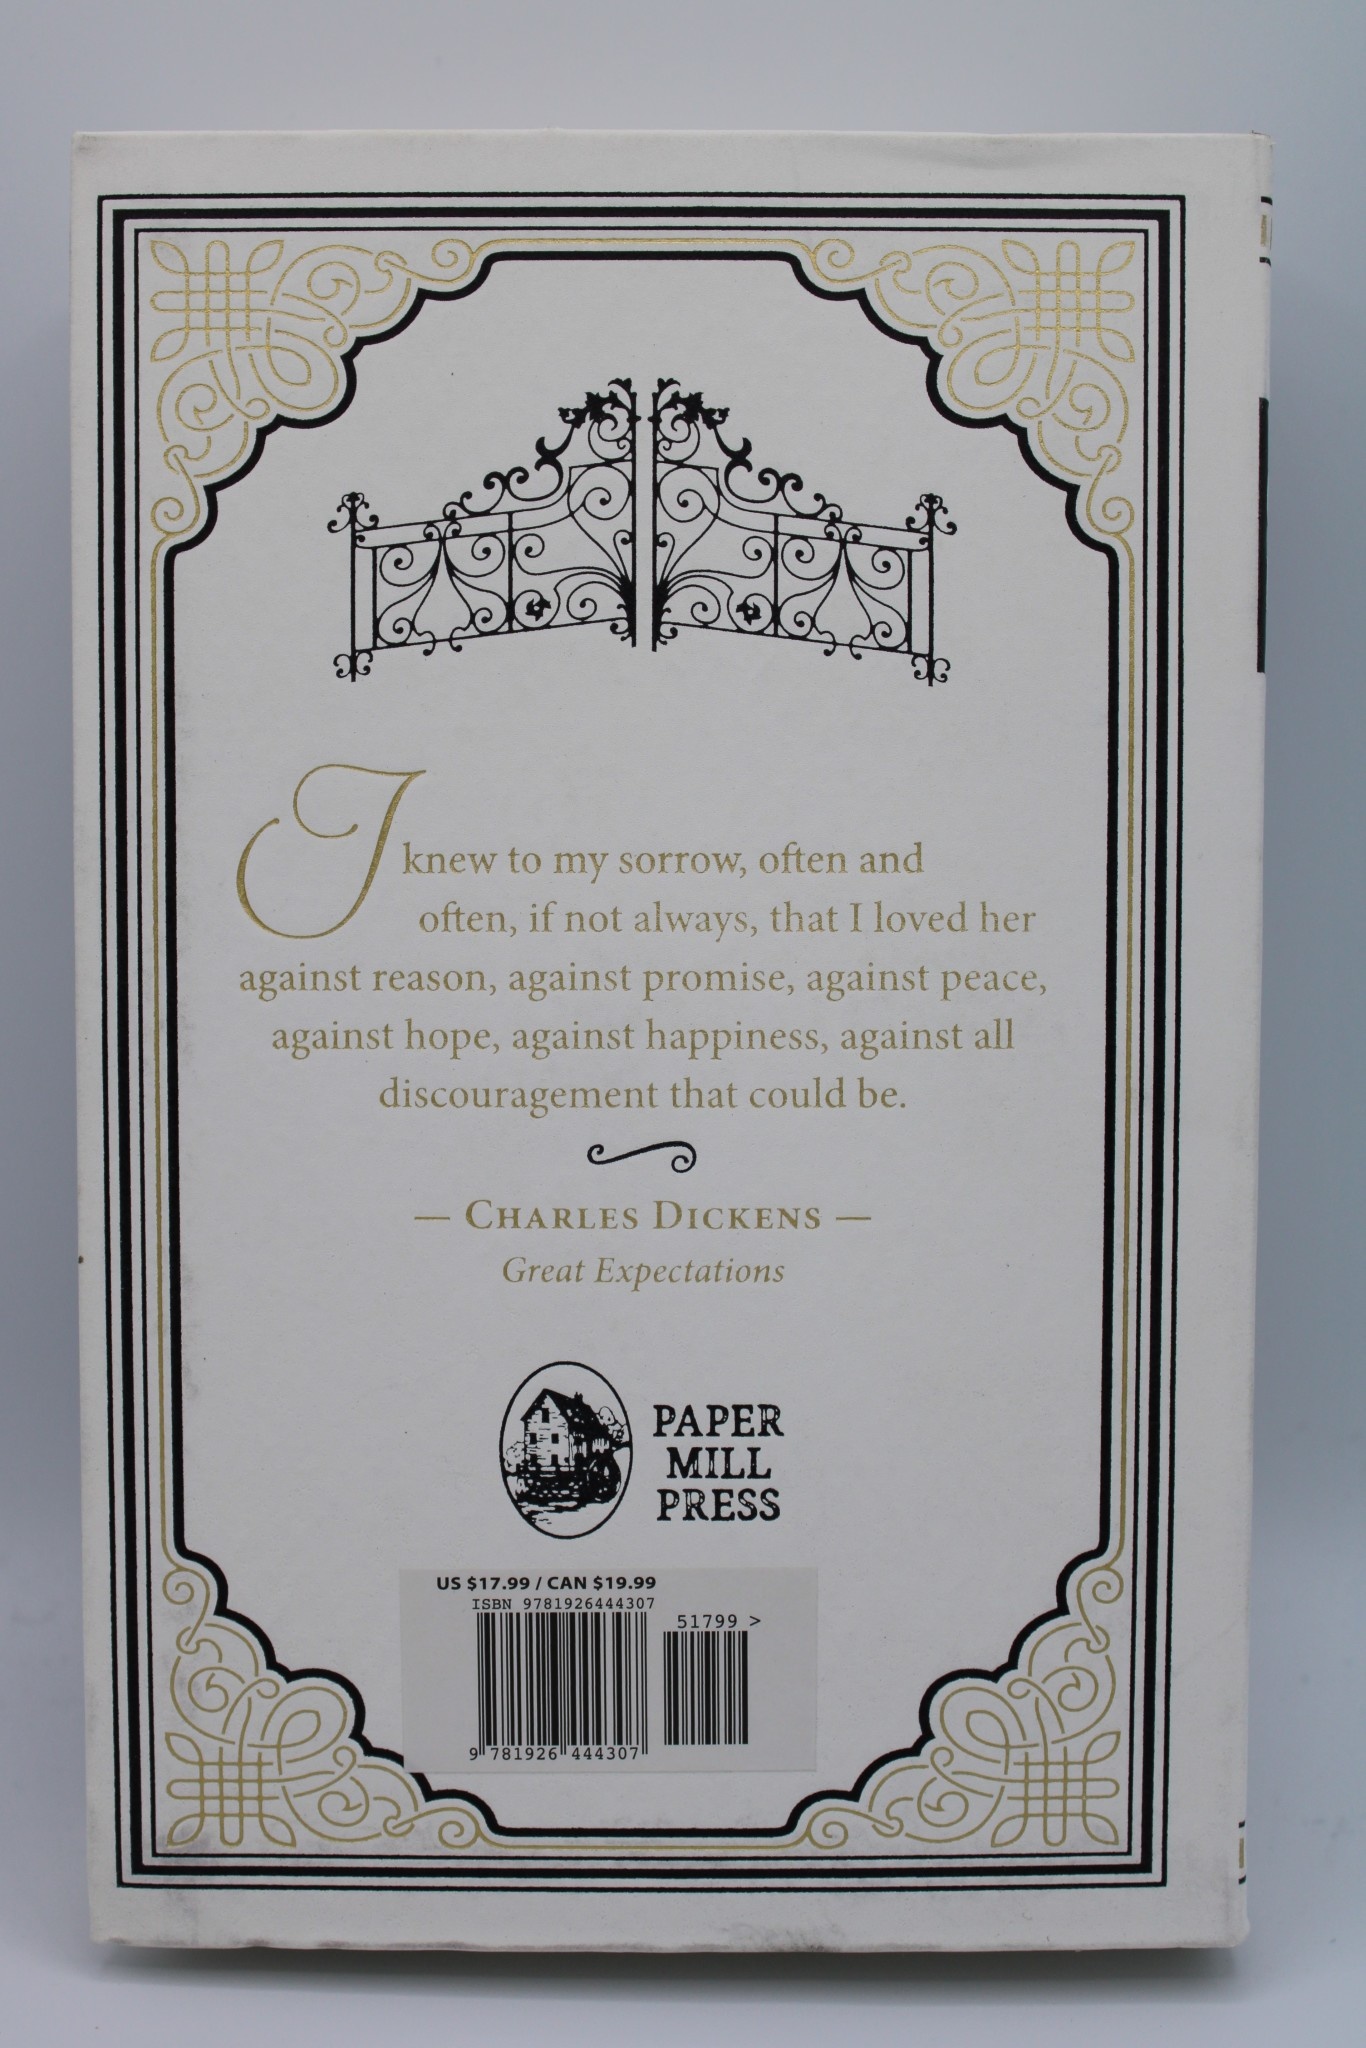 I knew to my sorrow, often and
often, if not always, that I loved her
against reason, against promise, against peace,
against hope, against happiness, against all
discouragement that could be.
— CHARLES DICKENS —
Great Expectations
PAPER
MILL
PRESS
US $17.99 / CAN $19.99
ISBN 9781926444307
51799 >
9 781926 444307